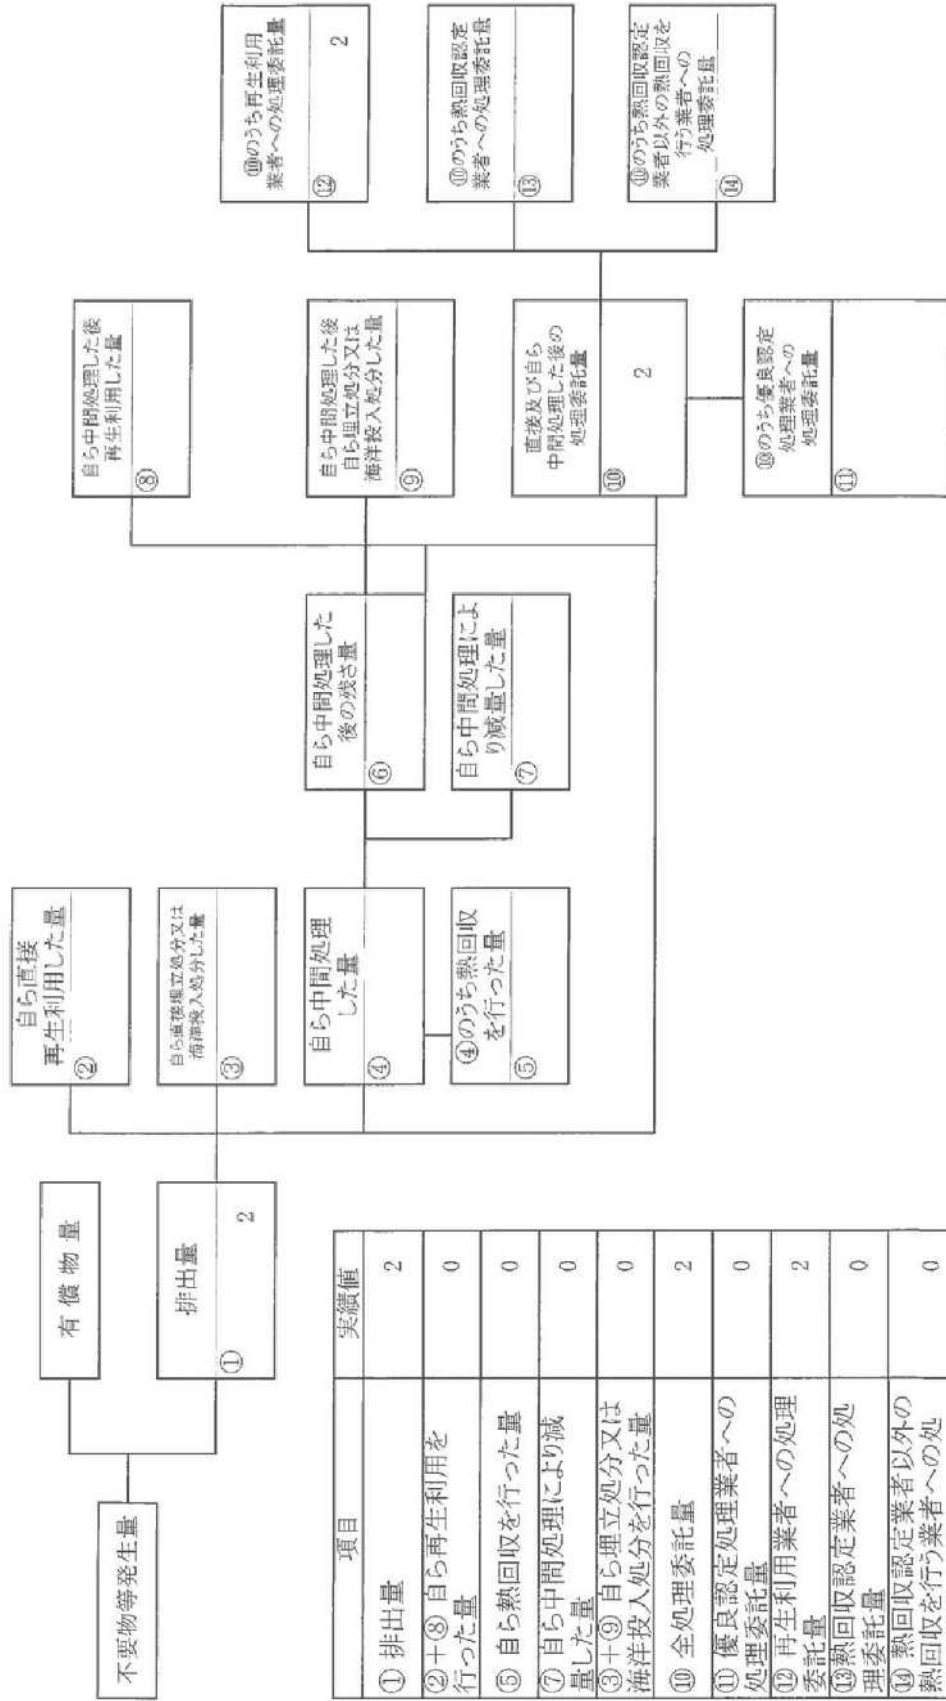 不要物等発生量
有償物量
排出量
①
2
自ら直接
再生利用した量
②
自ら直接埋立処分又は
海洋投入処分した量
③
自ら中間処理
した量
④
④のうち熱回収
を行った量
⑤
自ら中間処理した
後の残さ量
⑥
自ら中間処理によ
り減量した量
⑦
自ら中間処理した後
再生利用した量
⑧
自ら中間処理した後
自ら埋立処分又は
海洋投入処分した量
⑨
直接及び自ら
中間処理した後の
処理委託量
⑩
2
⑩のうち優良認定
処理業者への
処理委託量
⑪
⑩のうち再生利用
業者への処理委託量
⑫
2
⑩のうち熱回収認定
業者への処理委託量
⑬
⑩のうち熱回収認定
業者以外の熱回収を
行う業者への
処理委託量
⑭
項目 実績値
① 排出量 2
②+⑧ 自ら再生利用を
行った量 0
⑤ 自ら熱回収を行った量 0
⑦ 自ら中間処理により減
量した量 0
③+⑨ 自ら埋立処分又は
海洋投入処分を行った量 0
⑩ 全処理委託量 2
⑪ 優良認定処理業者への
処理委託量 0
⑫ 再生利用業者への処理
委託量 2
⑬熱回収認定業者への処
理委託量 0
⑭ 熱回収認定業者以外の
熱回収を行う業者への処 0